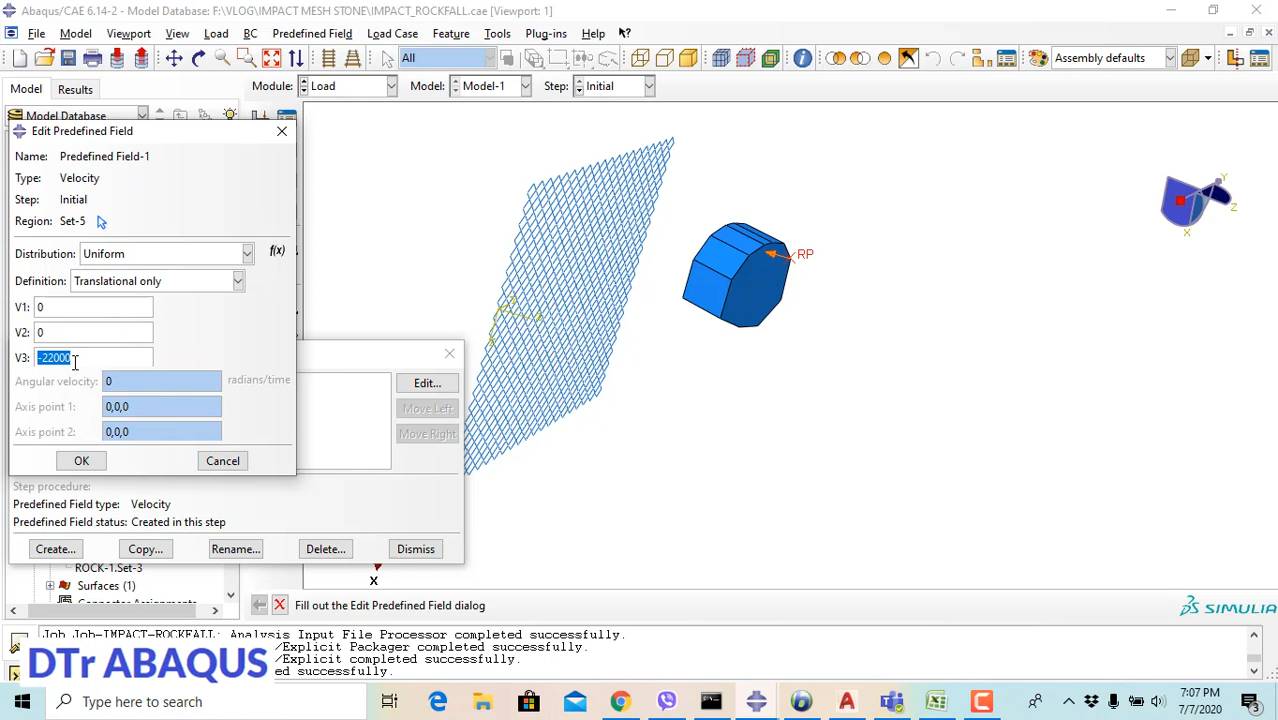 Abaqus/CAE 6.14-2 - Model Database: F:\VLOG\IMPACT MESH STONE\IMPACT_ROCKFALL.cae [Viewport: 1]
File Model Viewport View Load BC Predefined Field Load Case Feature Tools Plug-ins Help
All Assembly defaults
Model Results Module: Load Model: Model-1 Step: Initial
Model Database
Edit Predefined Field
Name: Predefined Field-1
Type: Velocity
Step: Initial
Region: Set-5
Distribution: Uniform f(x)
Definition: Translational only
V1: 0
V2: 0
V3: -22000
Angular velocity: 0 radians/time
Axis point 1: 0,0,0
Axis point 2: 0,0,0
OK Cancel
Edit...
Move Left
Move Right
Step procedure:
Predefined Field type: Velocity
Predefined Field status: Created in this step
Create... Copy... Rename... Delete... Dismiss
RP
Y
Z
X
X
ROCK-1.Set-3
Surfaces (1)
Connector Assignments
Fill out the Edit Predefined Field dialog
SIMULIA
Job Job-IMPACT-ROCKFALL: Analysis Input File Processor completed successfully.
/Explicit Packager completed successfully.
/Explicit completed successfully.
ed successfully.
DTr ABAQUS
Type here to search
7:07 PM
7/7/2020
3